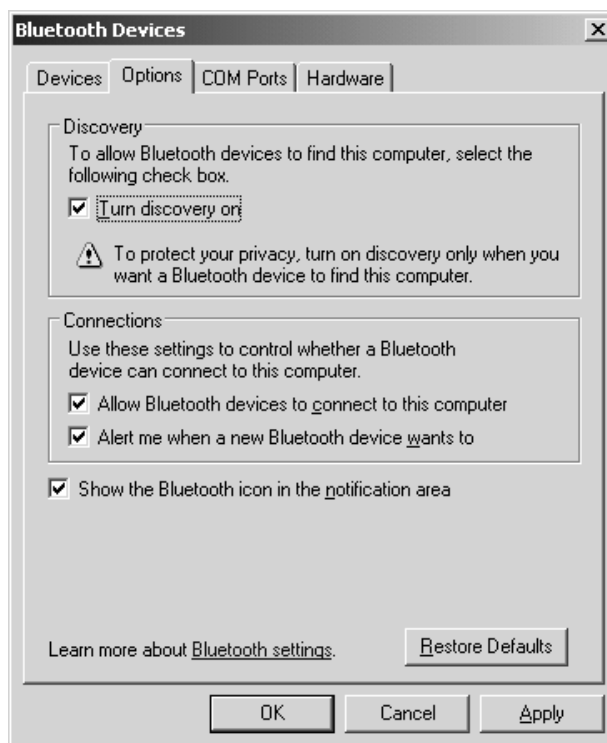 Bluetooth Devices
Devices Options COM Ports Hardware
Discovery
To allow Bluetooth devices to find this computer, select the
following check box.
Turn discovery on
To protect your privacy, turn on discovery only when you
want a Bluetooth device to find this computer.
Connections
Use these settings to control whether a Bluetooth
device can connect to this computer.
Allow Bluetooth devices to connect to this computer
Alert me when a new Bluetooth device wants to
Show the Bluetooth icon in the notification area
Learn more about Bluetooth settings.
Restore Defaults
OK Cancel Apply